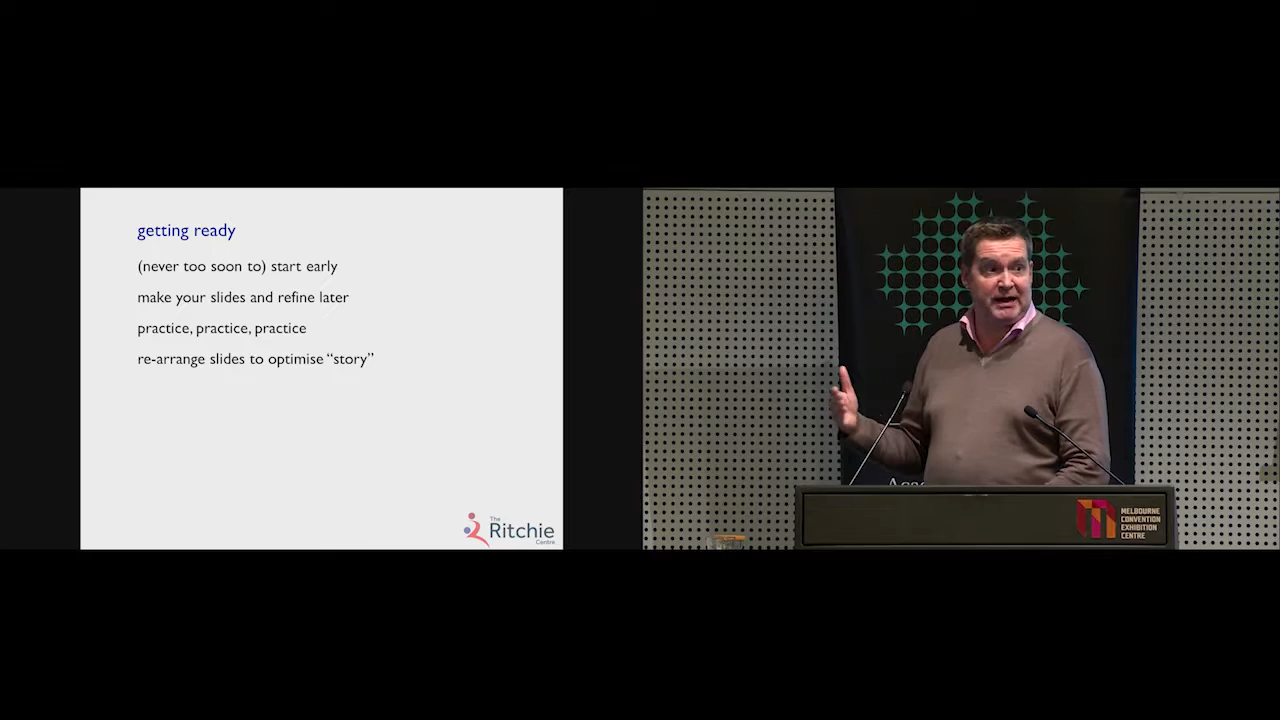 getting ready
(never too soon to) start early
make your slides and refine later
practice, practice, practice
re-arrange slides to optimise “story”
The
Ritchie
Centre
MELBOURNE
CONVENTION
EXHIBITION
CENTRE